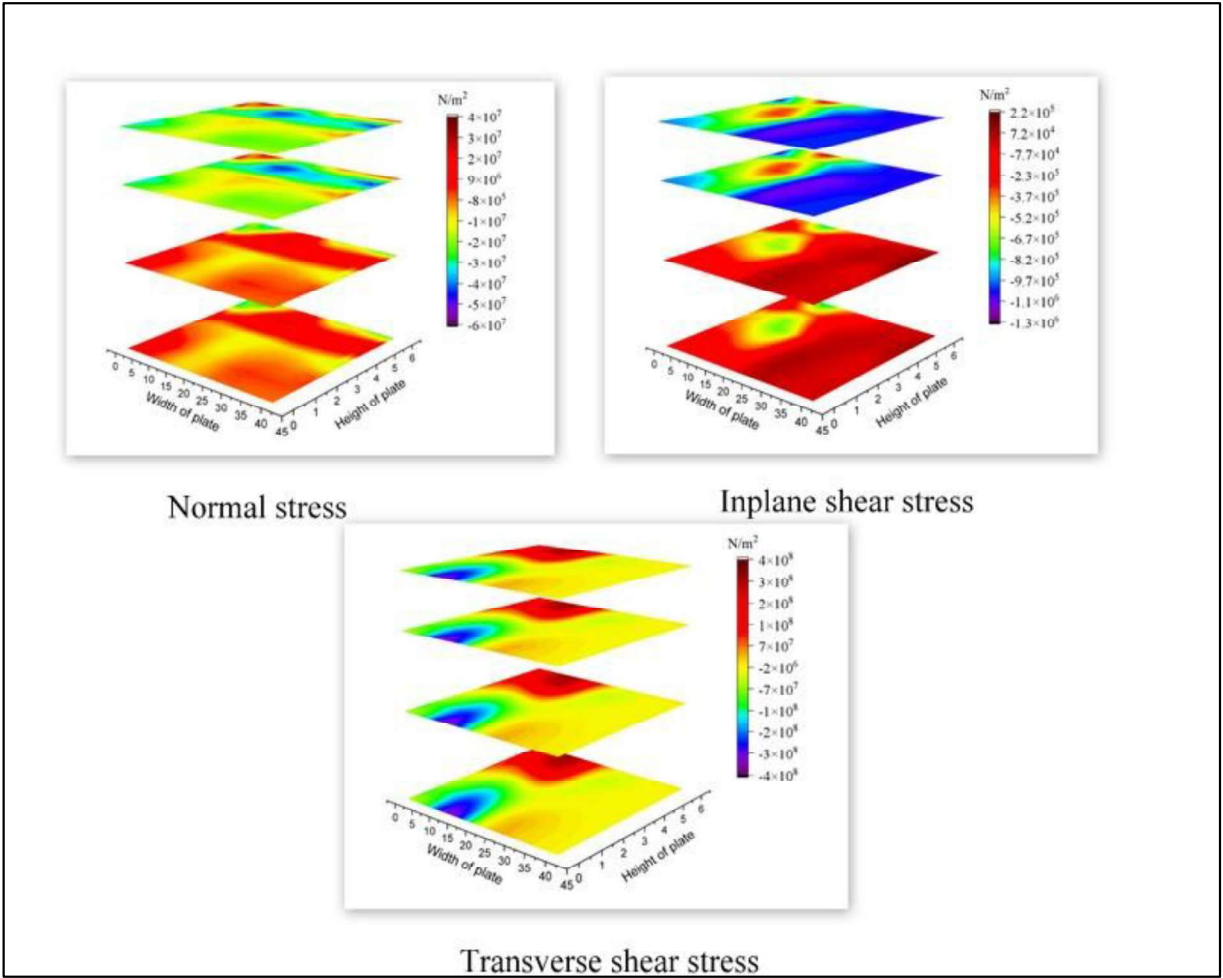 N/m²
4×10⁷
3×10⁷
2×10⁷
9×10⁶
-8×10⁵
-1×10⁷
-2×10⁷
-3×10⁷
-4×10⁷
-5×10⁷
-6×10⁷
0 5 10 15 20 25 30 35 40 45
Width of plate
0 1 2 3 4 5 6
Height of plate
Normal stress
N/m²
2.2×10⁵
7.2×10⁴
-7.7×10⁴
-2.3×10⁵
-3.7×10⁵
-5.2×10⁵
-6.7×10⁵
-8.2×10⁵
-9.7×10⁵
-1.1×10⁶
-1.3×10⁶
0 5 10 15 20 25 30 35 40 45
Width of plate
0 1 2 3 4 5 6
Height of plate
Inplane shear stress
N/m²
4×10⁸
3×10⁸
2×10⁸
1×10⁸
7×10⁷
-2×10⁶
-7×10⁷
-1×10⁸
-2×10⁸
-3×10⁸
-4×10⁸
0 5 10 15 20 25 30 35 40 45
Width of plate
0 1 2 3 4 5 6
Height of plate
Transverse shear stress